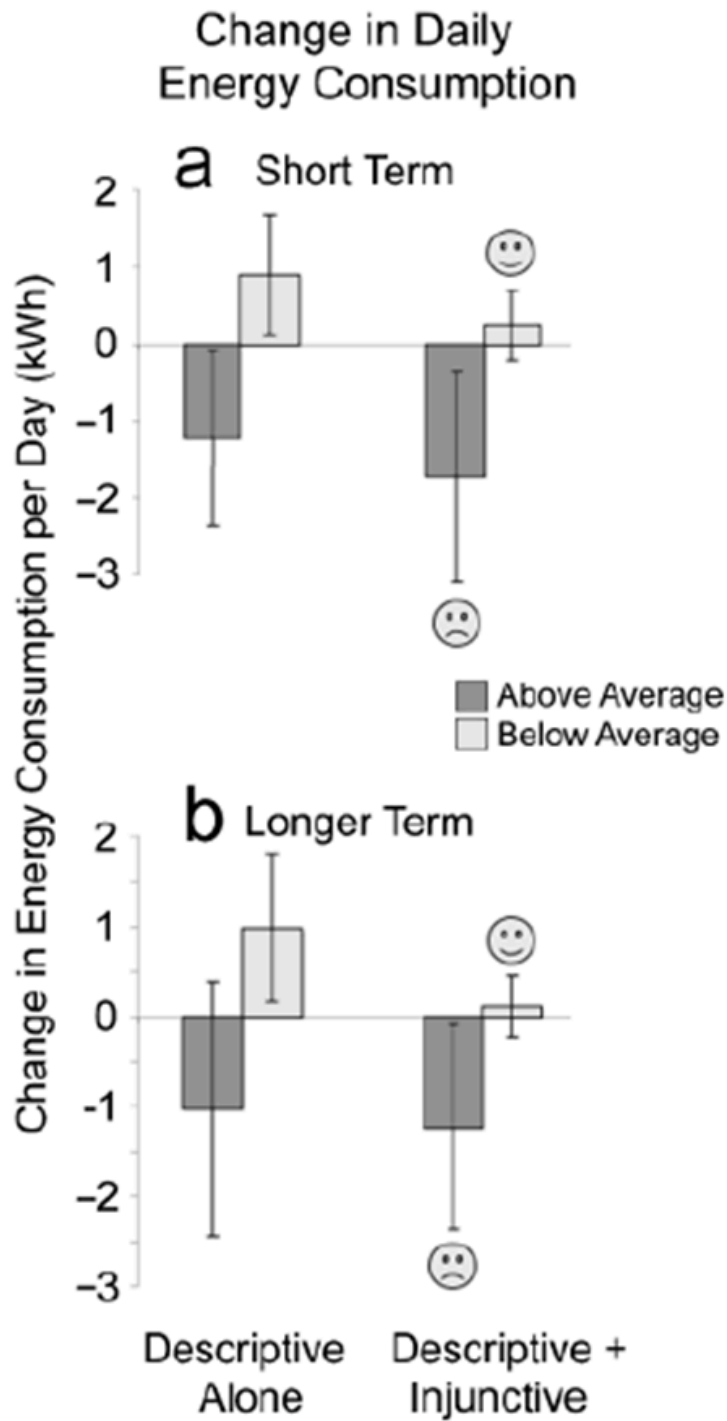 Change in Daily
Energy Consumption
a Short Term
Change in Energy Consumption per Day (kWh)
2
1
0
−1
−2
−3
Above Average
Below Average
b Longer Term
2
1
0
-1
−2
−3
Descriptive Alone
Descriptive + Injunctive